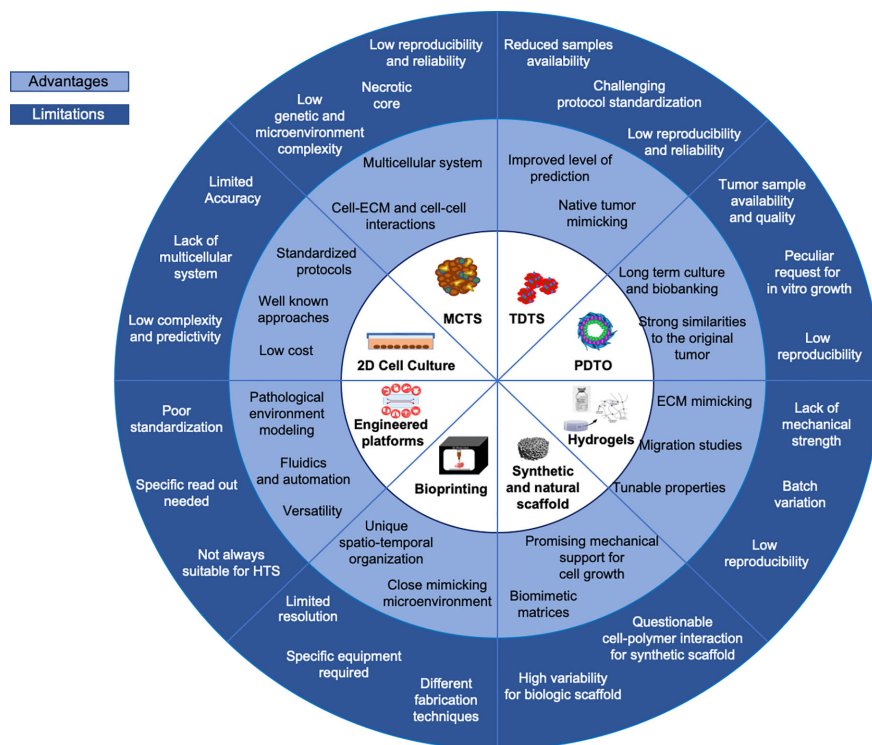 Advantages
Limitations
Low reproducibility
and reliability
Necrotic
core
Low
genetic and
microenvironment
complexity
Reduced samples
availability
Challenging
protocol standardization
Low reproducibility
and reliability
Tumor sample
availability
and quality
Peculiar
request for
in vitro growth
Low
reproducibility
Limited
Accuracy
Lack of
multicellular
system
Low complexity
and predictivity
Multicellular system
Cell-ECM and cell-cell
interactions
Improved level of
prediction
Native tumor
mimicking
Standardized
protocols
Well known
approaches
Low cost
Long term culture
and biobanking
Strong similarities
to the original
tumor
MCTS
TDTS
2D Cell Culture
PDTO
Engineered
platforms
Bioprinting
Synthetic
and natural
scaffold
Hydrogels
Pathological
environment
modeling
Fluidics
and automation
Versatility
Unique
spatio-temporal
organization
Close mimicking
microenvironment
Promising mechanical
support for
cell growth
Biomimetic
matrices
ECM mimicking
Migration studies
Tunable properties
Poor
standardization
Specific read out
needed
Not always
suitable for HTS
Limited
resolution
Specific equipment
required
Different
fabrication
techniques
High variability
for biologic scaffold
Questionable
cell-polymer interaction
for synthetic scaffold
Lack of
mechanical
strength
Batch
variation
Low
reproducibility